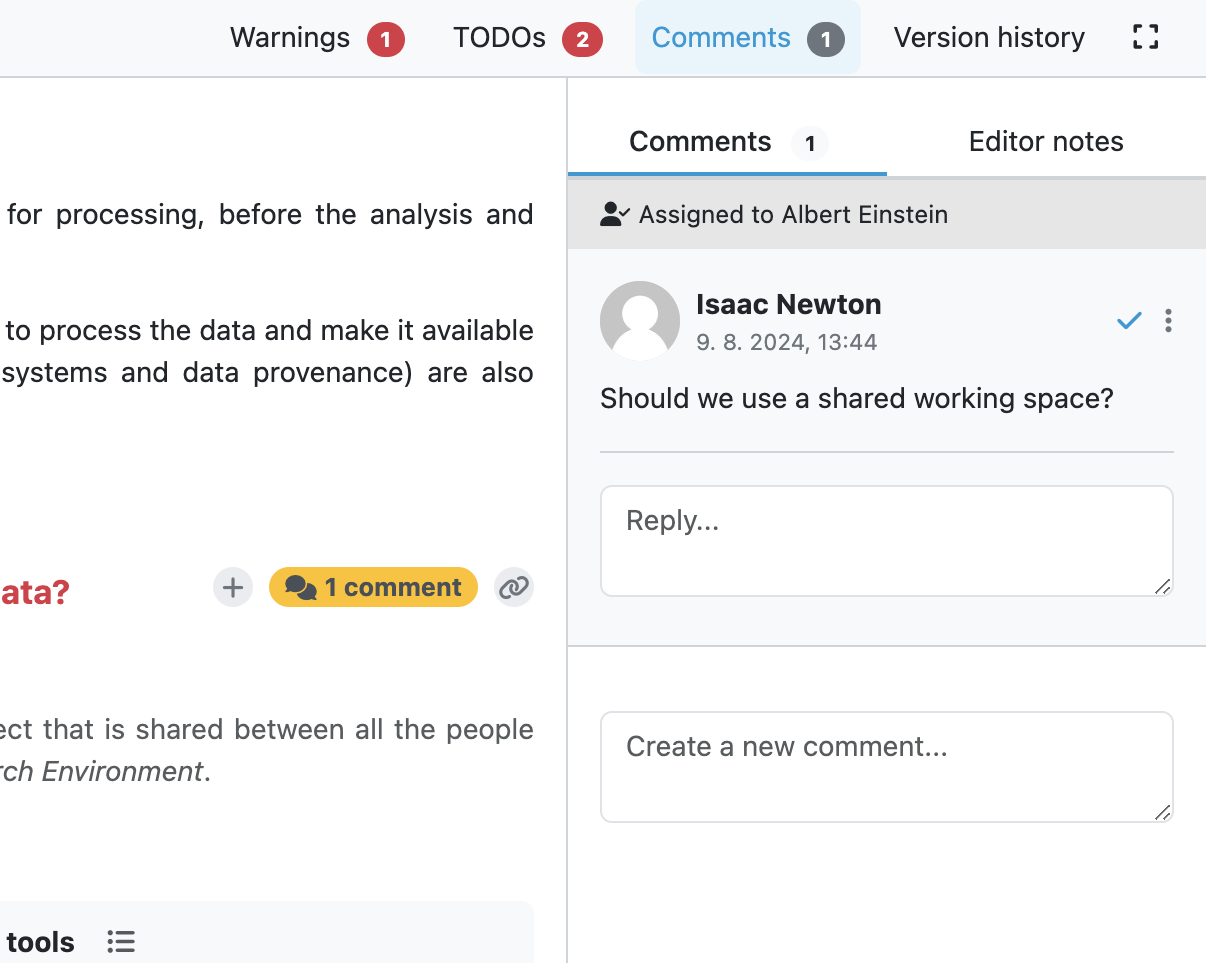 Warnings 1 TODOs 2 Comments 1 Version history
Comments 1 Editor notes
Assigned to Albert Einstein
Isaac Newton
9. 8. 2024, 13:44
Should we use a shared working space?
Reply...
Create a new comment...
for processing, before the analysis and
to process the data and make it available
systems and data provenance) are also
ata?
1 comment
ect that is shared between all the people
rch Environment.
tools